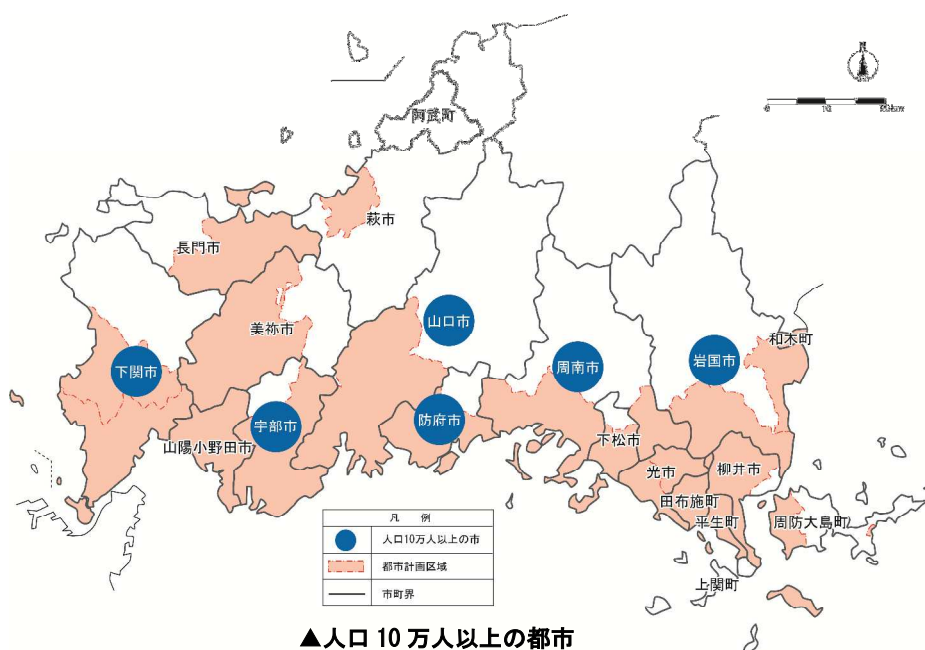 N
0 10 20km
阿武町
萩市
長門市
美祢市
山口市
和木町
岩国市
周南市
下関市
宇部市
防府市
山陽小野田市
下松市
光市
柳井市
田布施町
平生町
周防大島町
上関町
凡 例
人口10万人以上の市
都市計画区域
市町界
▲人口 10 万人以上の都市